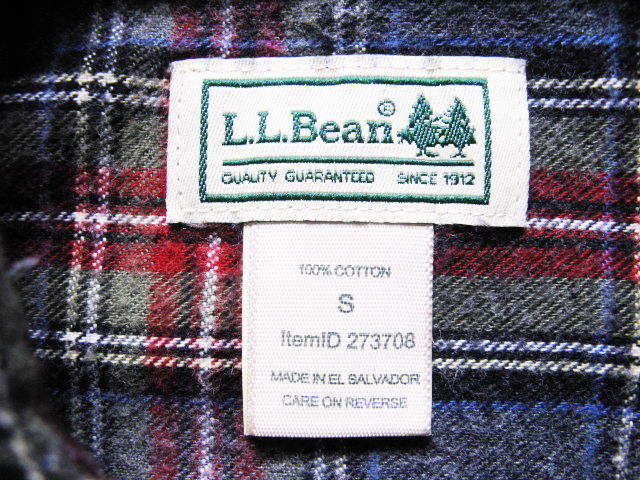 L.L.Bean®
QUALITY GUARANTEED SINCE 1912
100% COTTON
S
ItemID 273708
MADE IN EL SALVADOR
CARE ON REVERSE